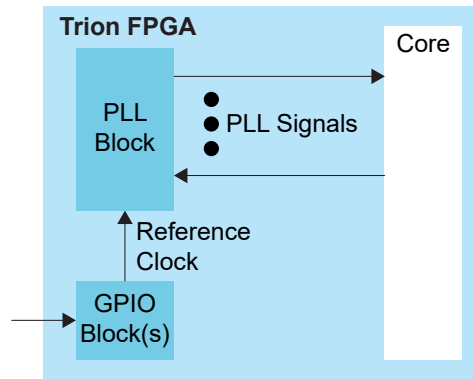 Trion FPGA
Core
PLL
Block
PLL Signals
Reference
Clock
GPIO
Block(s)